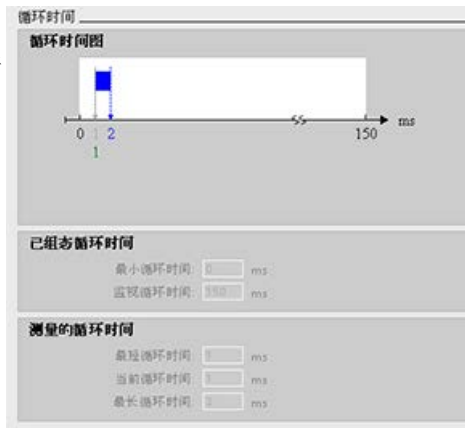 循环时间
循环时间图
ms
0 1 2 150
1
已组态循环时间
最小循环时间: 0 ms
监视循环时间: 150 ms
测量的循环时间
最短循环时间: 1 ms
当前循环时间: 1 ms
最长循环时间: 2 ms